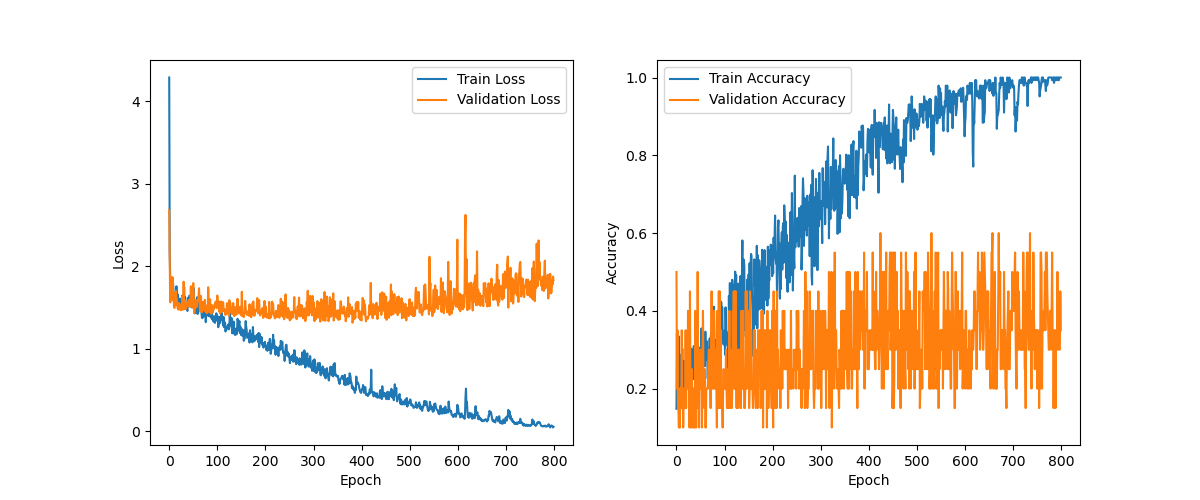 Train Loss
Validation Loss
4
3
2
1
0
Loss
0 100 200 300 400 500 600 700 800
Epoch
Train Accuracy
Validation Accuracy
1.0
0.8
0.6
0.4
0.2
Accuracy
0 100 200 300 400 500 600 700 800
Epoch